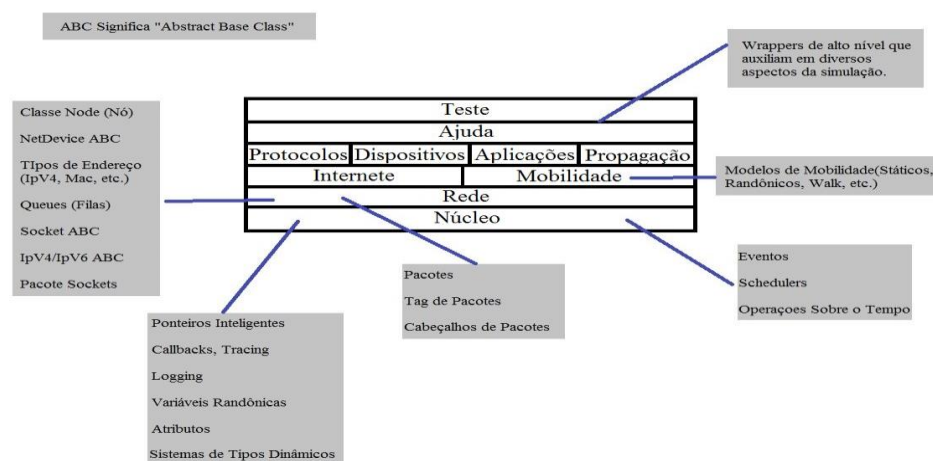 ABC Significa "Abstract Base Class"
Wrappers de alto nível que
auxiliam em diversos
aspectos da simulação.
Classe Node (Nó)
NetDevice ABC
TIpos de Endereço
(IpV4, Mac, etc.)
Queues (Filas)
Socket ABC
IpV4/IpV6 ABC
Pacote Sockets
Teste
Ajuda
Protocolos Dispositivos Aplicações Propagação
Internete Mobilidade
Rede
Núcleo
Modelos de Mobilidade(Státicos,
Randônicos, Walk, etc.)
Pacotes
Tag de Pacotes
Cabeçalhos de Pacotes
Eventos
Schedulers
Operaçoes Sobre o Tempo
Ponteiros Inteligentes
Callbacks, Tracing
Logging
Variáveis Randônicas
Atributos
Sistemas de Tipos Dinâmicos